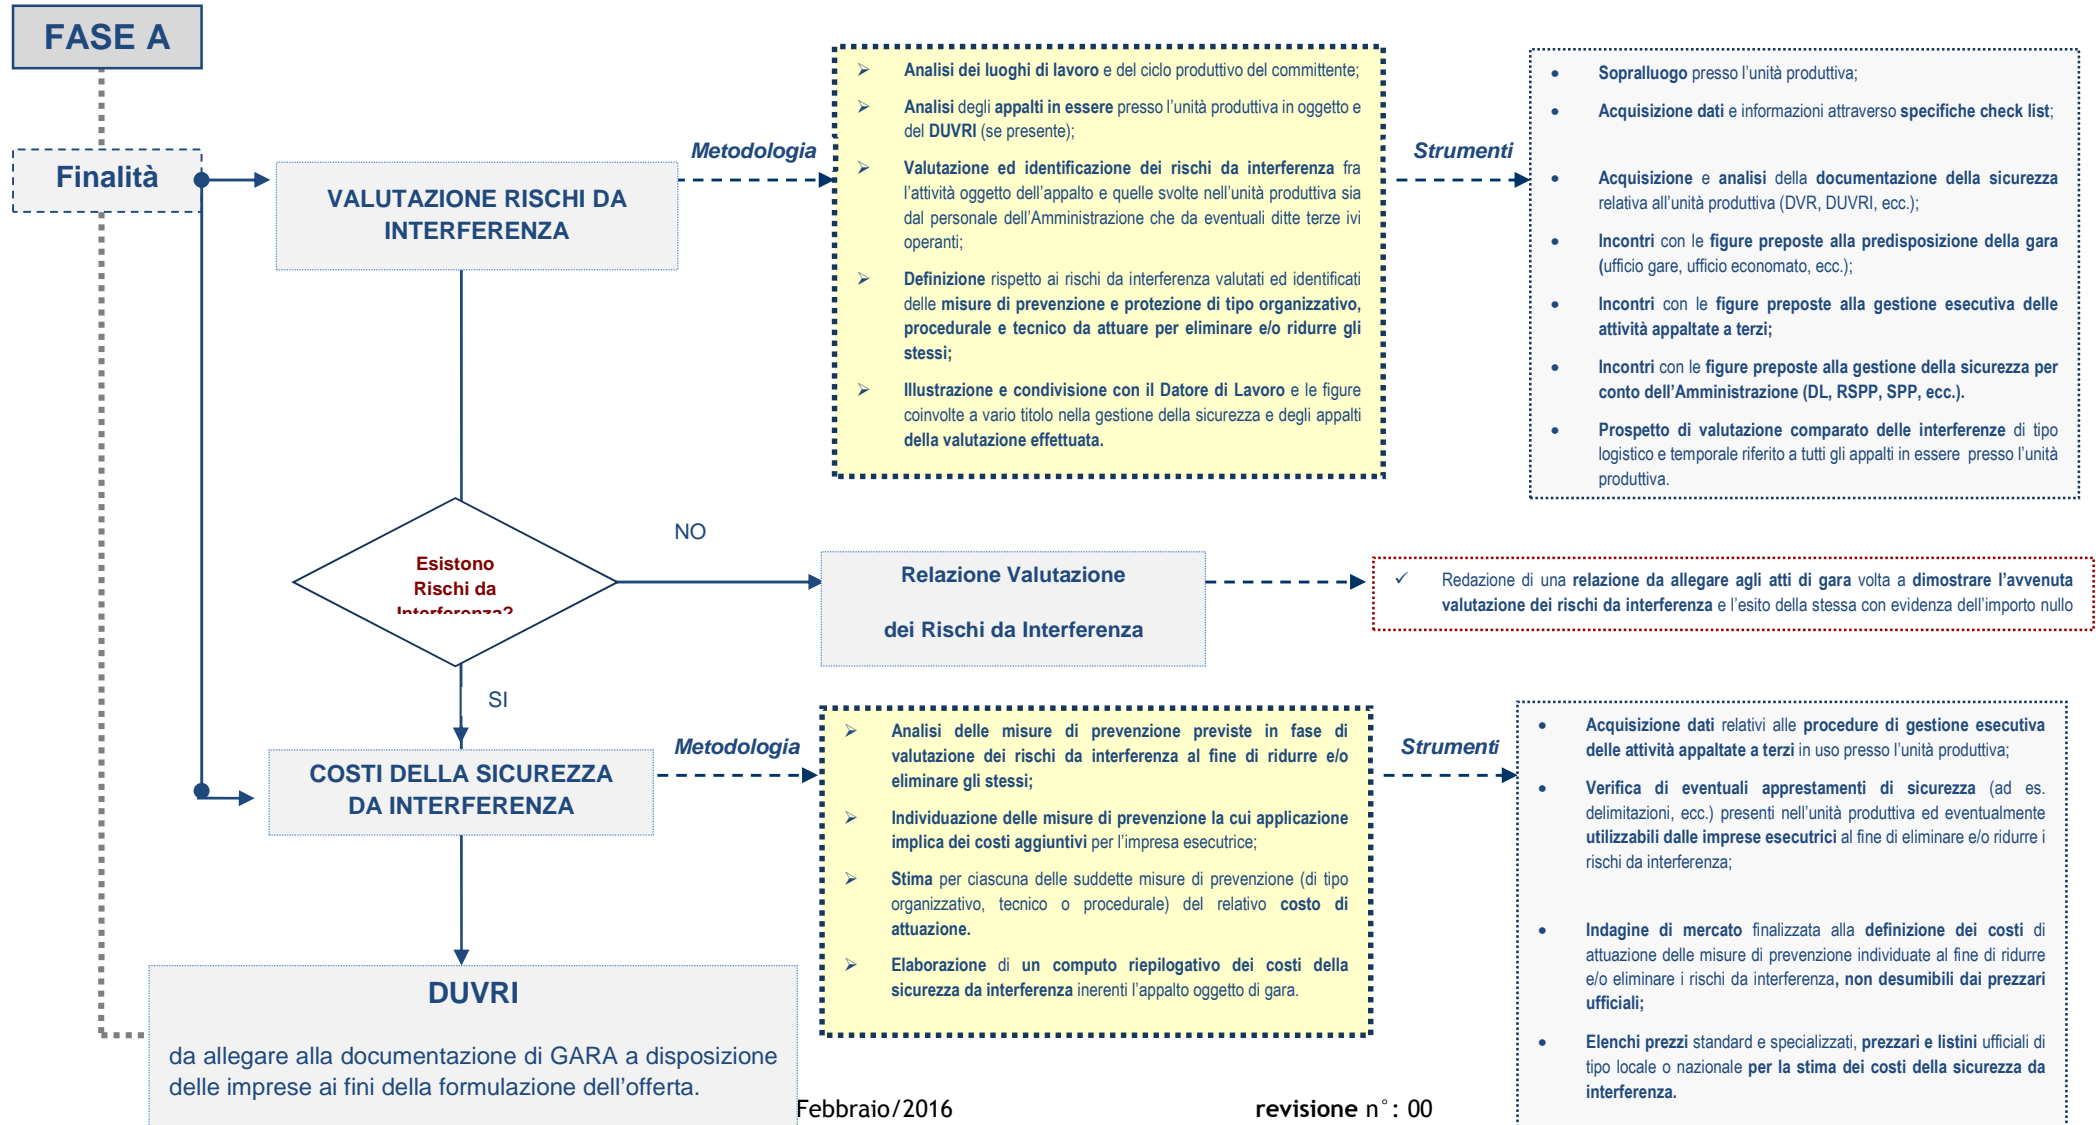 FASE A
Finalità
VALUTAZIONE RISCHI DA
INTERFERENZA
Metodologia
➢ Analisi dei luoghi di lavoro e del ciclo produttivo del committente;
➢ Analisi degli appalti in essere presso l’unità produttiva in oggetto e
del DUVRI (se presente);
➢ Valutazione ed identificazione dei rischi da interferenza fra
l’attività oggetto dell’appalto e quelle svolte nell’unità produttiva sia
dal personale dell’Amministrazione che da eventuali ditte terze ivi
operanti;
➢ Definizione rispetto ai rischi da interferenza valutati ed identificati
delle misure di prevenzione e protezione di tipo organizzativo,
procedurale e tecnico da attuare per eliminare e/o ridurre gli
stessi;
➢ Illustrazione e condivisione con il Datore di Lavoro e le figure
coinvolte a vario titolo nella gestione della sicurezza e degli appalti
della valutazione effettuata.
Strumenti
• Sopralluogo presso l’unità produttiva;
• Acquisizione dati e informazioni attraverso specifiche check list;
• Acquisizione e analisi della documentazione della sicurezza
relativa all’unità produttiva (DVR, DUVRI, ecc.);
• Incontri con le figure preposte alla predisposizione della gara
(ufficio gare, ufficio economato, ecc.);
• Incontri con le figure preposte alla gestione esecutiva delle
attività appaltate a terzi;
• Incontri con le figure preposte alla gestione della sicurezza per
conto dell’Amministrazione (DL, RSPP, SPP, ecc.).
• Prospetto di valutazione comparato delle interferenze di tipo
logistico e temporale riferito a tutti gli appalti in essere presso l’unità
produttiva.
Esistono
Rischi da
Interferenza?
NO
Relazione Valutazione
dei Rischi da Interferenza
✓ Redazione di una relazione da allegare agli atti di gara volta a dimostrare l’avvenuta
valutazione dei rischi da interferenza e l’esito della stessa con evidenza dell’importo nullo
SI
COSTI DELLA SICUREZZA
DA INTERFERENZA
Metodologia
➢ Analisi delle misure di prevenzione previste in fase di
valutazione dei rischi da interferenza al fine di ridurre e/o
eliminare gli stessi;
➢ Individuazione delle misure di prevenzione la cui applicazione
implica dei costi aggiuntivi per l’impresa esecutrice;
➢ Stima per ciascuna delle suddette misure di prevenzione (di tipo
organizzativo, tecnico o procedurale) del relativo costo di
attuazione.
➢ Elaborazione di un computo riepilogativo dei costi della
sicurezza da interferenza inerenti l’appalto oggetto di gara.
Strumenti
• Acquisizione dati relativi alle procedure di gestione esecutiva
delle attività appaltate a terzi in uso presso l’unità produttiva;
• Verifica di eventuali apprestamenti di sicurezza (ad es.
delimitazioni, ecc.) presenti nell’unità produttiva ed eventualmente
utilizzabili dalle imprese esecutrici al fine di eliminare e/o ridurre i
rischi da interferenza;
• Indagine di mercato finalizzata alla definizione dei costi di
attuazione delle misure di prevenzione individuate al fine di ridurre
e/o eliminare i rischi da interferenza, non desumibili dai prezzari
ufficiali;
• Elenchi prezzi standard e specializzati, prezzari e listini ufficiali di
tipo locale o nazionale per la stima dei costi della sicurezza da
interferenza.
DUVRI
da allegare alla documentazione di GARA a disposizione
delle imprese ai fini della formulazione dell’offerta.
Febbraio/2016 revisione n°: 00